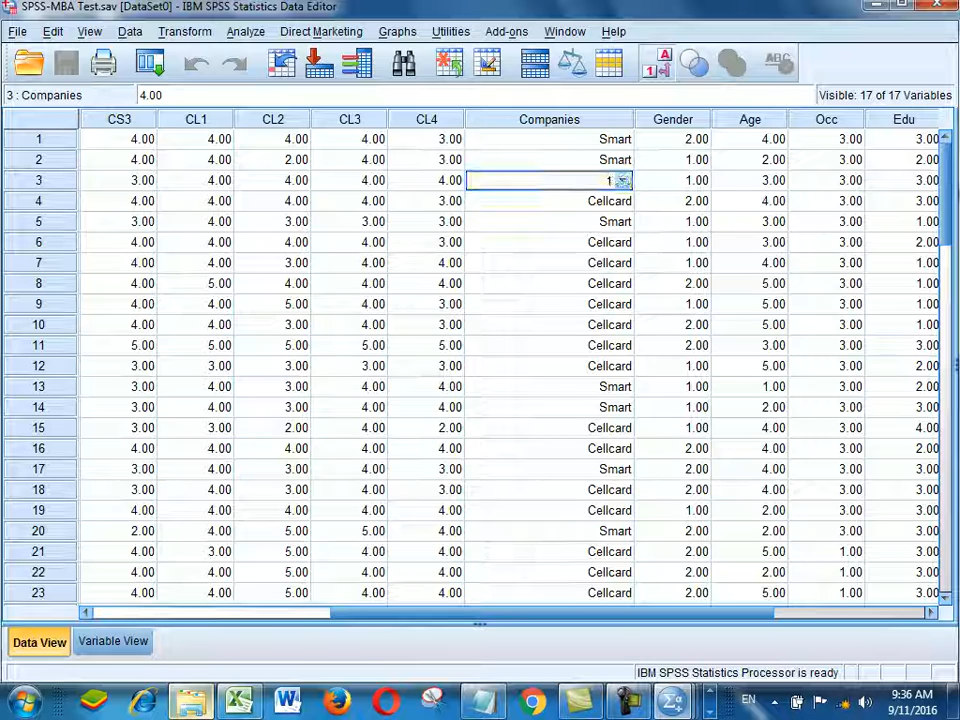 SPSS-MBA Test.sav [DataSet0] - IBM SPSS Statistics Data Editor
File Edit View Data Transform Analyze Direct Marketing Graphs Utilities Add-ons Window Help
A
1
ABC
3 : Companies 4.00 Visible: 17 of 17 Variables
CS3 CL1 CL2 CL3 CL4 Companies Gender Age Occ Edu
1 4.00 4.00 4.00 4.00 3.00 Smart 2.00 4.00 3.00 3.00
2 4.00 4.00 2.00 4.00 3.00 Smart 1.00 2.00 3.00 2.00
3 3.00 4.00 4.00 4.00 4.00 1 1.00 3.00 3.00 3.00
4 4.00 4.00 4.00 4.00 3.00 Cellcard 2.00 4.00 3.00 3.00
5 3.00 4.00 3.00 3.00 3.00 Smart 1.00 3.00 3.00 1.00
6 4.00 4.00 4.00 4.00 3.00 Cellcard 1.00 3.00 3.00 2.00
7 4.00 4.00 3.00 4.00 4.00 Cellcard 1.00 4.00 3.00 1.00
8 4.00 5.00 4.00 4.00 4.00 Cellcard 2.00 5.00 3.00 1.00
9 4.00 4.00 5.00 4.00 3.00 Cellcard 1.00 5.00 3.00 1.00
10 4.00 4.00 3.00 4.00 4.00 Cellcard 2.00 5.00 3.00 1.00
11 5.00 5.00 5.00 5.00 5.00 Cellcard 2.00 3.00 3.00 3.00
12 3.00 3.00 3.00 4.00 3.00 Cellcard 1.00 5.00 3.00 2.00
13 3.00 4.00 3.00 4.00 4.00 Smart 1.00 1.00 3.00 2.00
14 3.00 4.00 3.00 4.00 4.00 Smart 1.00 2.00 3.00 2.00
15 3.00 3.00 2.00 4.00 2.00 Cellcard 1.00 4.00 3.00 4.00
16 4.00 4.00 4.00 4.00 4.00 Cellcard 2.00 4.00 3.00 2.00
17 3.00 4.00 3.00 4.00 4.00 Smart 2.00 4.00 3.00 3.00
18 3.00 4.00 3.00 4.00 3.00 Cellcard 2.00 4.00 3.00 3.00
19 4.00 4.00 4.00 4.00 4.00 Cellcard 1.00 2.00 3.00 3.00
20 2.00 4.00 5.00 5.00 4.00 Smart 2.00 2.00 3.00 3.00
21 4.00 3.00 5.00 4.00 4.00 Cellcard 2.00 5.00 1.00 3.00
22 4.00 4.00 5.00 4.00 4.00 Cellcard 2.00 2.00 1.00 3.00
23 4.00 4.00 5.00 4.00 4.00 Cellcard 2.00 5.00 1.00 3.00
Data View Variable View
IBM SPSS Statistics Processor is ready
EN 9:36 AM
9/11/2016